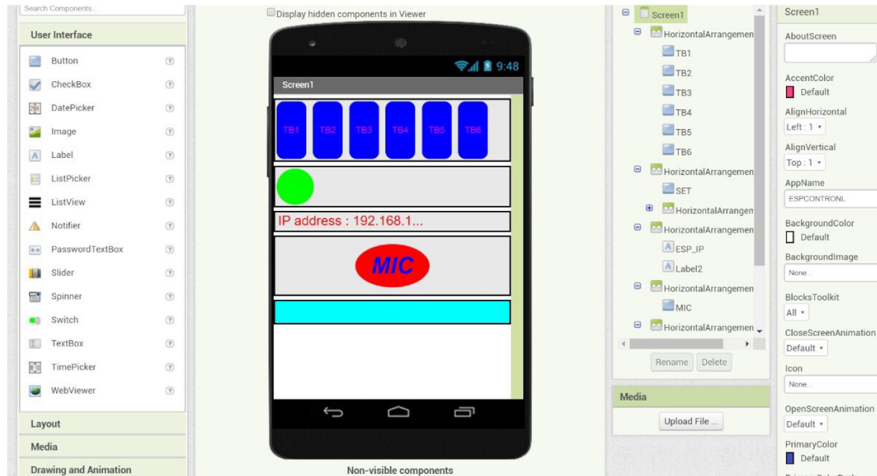 Search Components...
User Interface
Button
CheckBox
DatePicker
Image
Label
ListPicker
ListView
Notifier
PasswordTextBox
Slider
Spinner
Switch
TextBox
TimePicker
WebViewer
Layout
Media
Drawing and Animation
Display hidden components in Viewer
9:48
Screen1
TB1 TB2 TB3 TB4 TB5 TB6
IP address : 192.168.1...
MIC
Non-visible components
Screen1
HorizontalArrangemen
TB1
TB2
TB3
TB4
TB5
TB6
HorizontalArrangemen
SET
HorizontalArrangen
HorizontalArrangemen
ESP_IP
Label2
HorizontalArrangemen
MIC
HorizontalArrangemen
Rename Delete
Media
Upload File ...
Screen1
AboutScreen
AccentColor
Default
AlignHorizontal
Left : 1
AlignVertical
Top : 1
AppName
ESPCONTRONL
BackgroundColor
Default
BackgroundImage
None...
BlocksToolkit
All
CloseScreenAnimation
Default
Icon
None...
OpenScreenAnimation
Default
PrimaryColor
Default